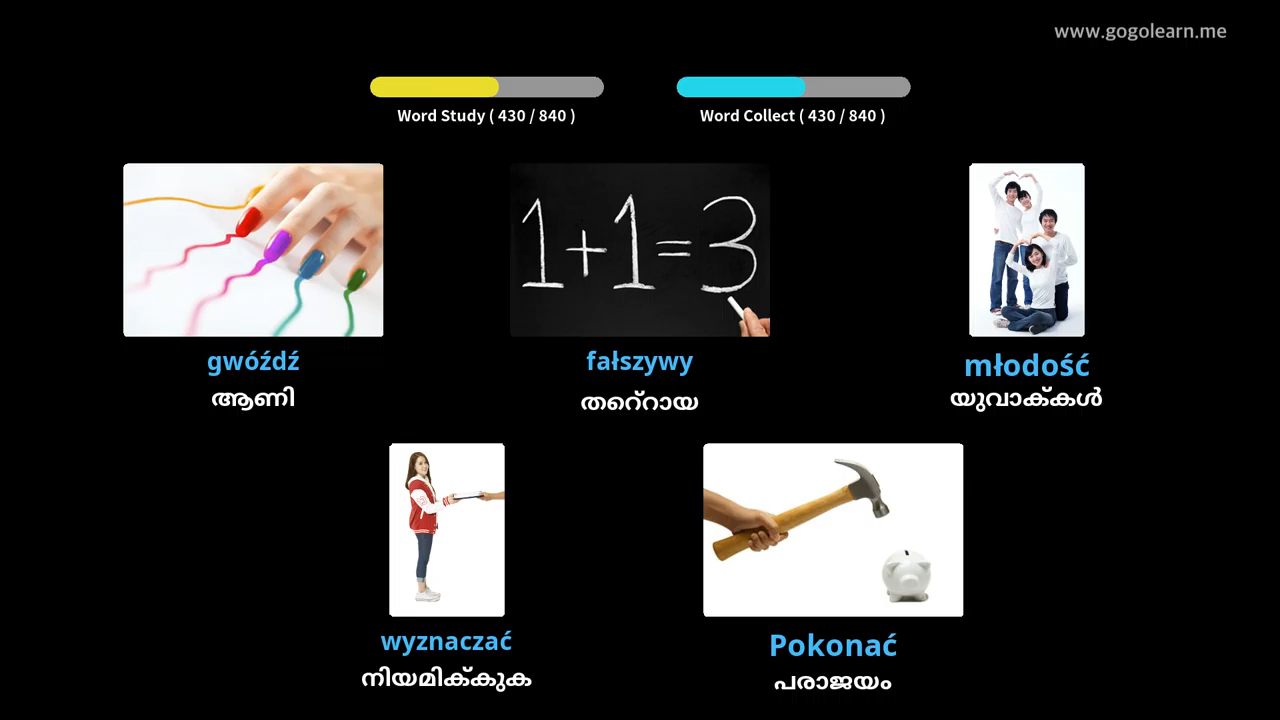 www.gogolearn.me
Word Study ( 430 / 840 )
Word Collect ( 430 / 840 )
1+1=3
gwóźdź
ആണി
fałszywy
തറ്റെറായ
młodość
യുവാക്കൾ
wyznaczać
നിയമിക്കുക
Pokonać
പരാജയം